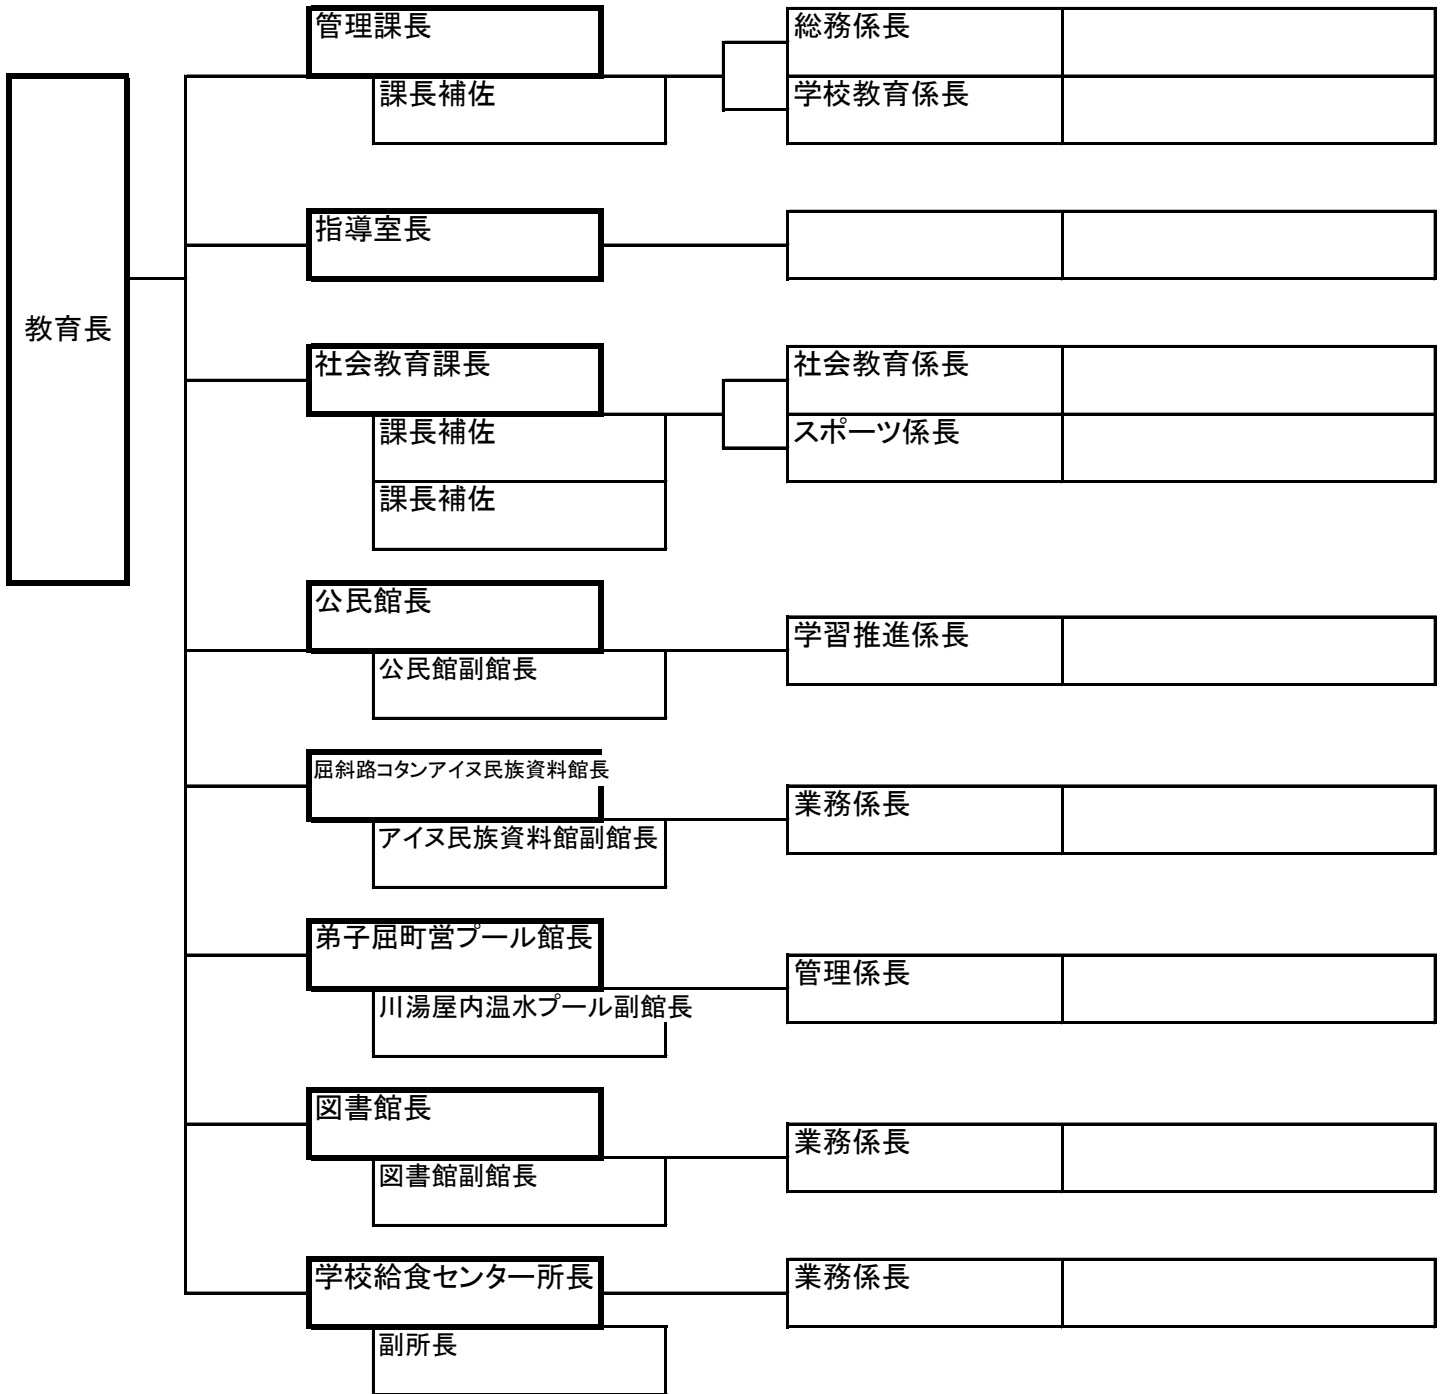 教育長
管理課長
課長補佐
総務係長
学校教育係長
指導室長
社会教育課長
課長補佐
課長補佐
社会教育係長
スポーツ係長
公民館長
公民館副館長
学習推進係長
屈斜路コタンアイヌ民族資料館長
アイヌ民族資料館副館長
業務係長
弟子屈町営プール館長
川湯屋内温水プール副館長
管理係長
図書館長
図書館副館長
業務係長
学校給食センター所長
副所長
業務係長